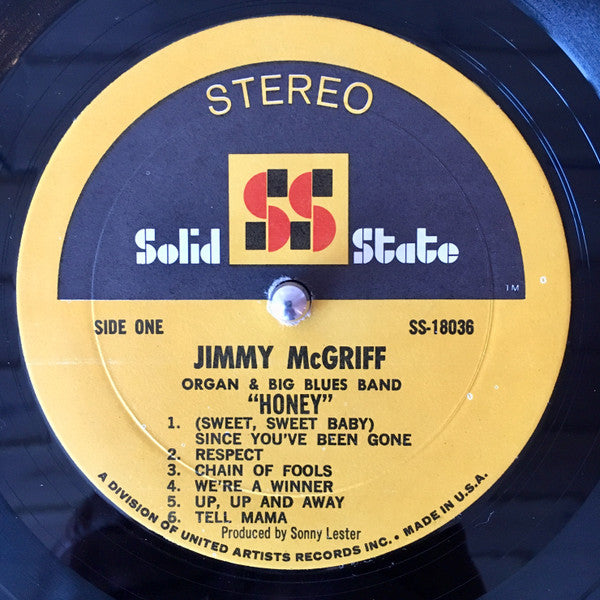 STEREO
SS
Solid State
TM
SIDE ONE
SS-18036
JIMMY McGRIFF
ORGAN & BIG BLUES BAND
"HONEY"
1. (SWEET, SWEET BABY)
SINCE YOU'VE BEEN GONE
2. RESPECT
3. CHAIN OF FOOLS
4. WE'RE A WINNER
5. UP, UP AND AWAY
6. TELL MAMA
Produced by Sonny Lester
A DIVISION OF UNITED ARTISTS RECORDS INC. • MADE IN U.S.A.